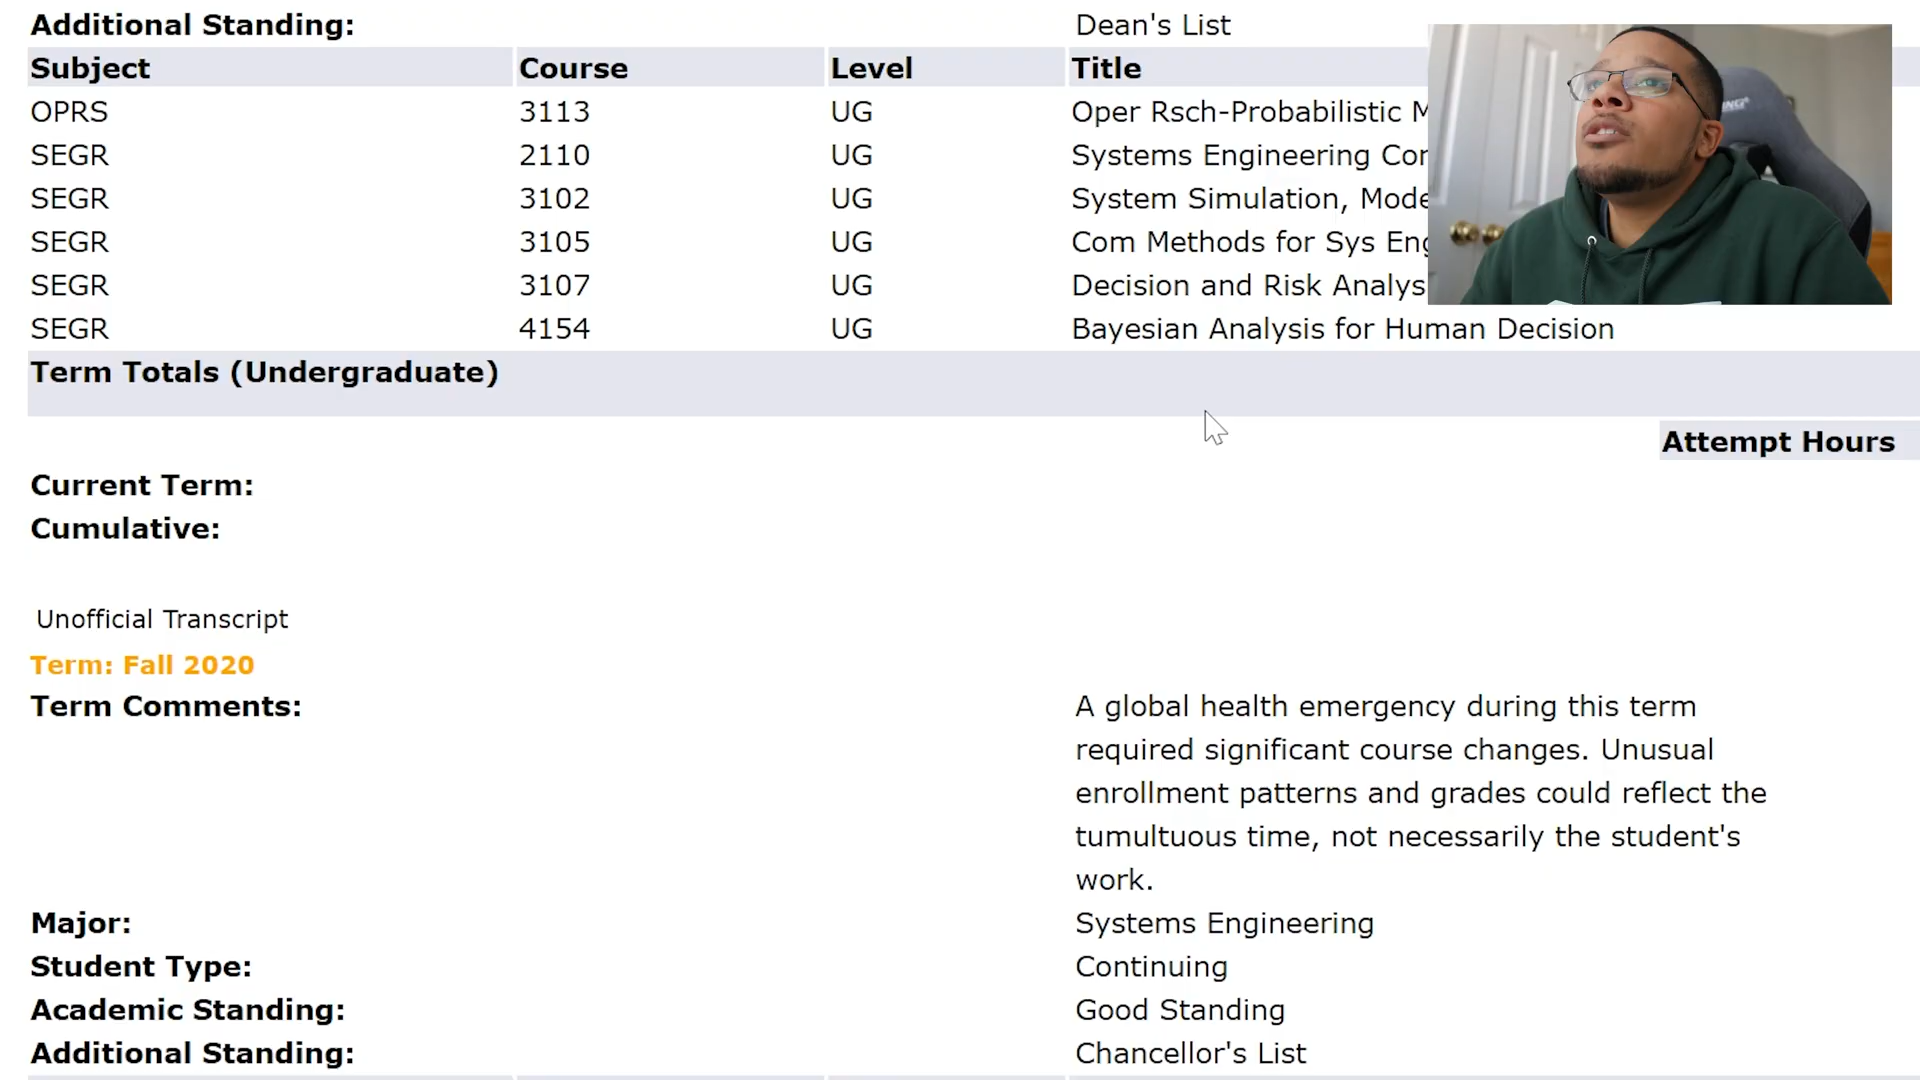 Additional Standing: Dean's List
Subject Course Level Title
OPRS 3113 UG Oper Rsch-Probabilistic
SEGR 2110 UG Systems Engineering
SEGR 3102 UG System Simulation,
SEGR 3105 UG Com Methods for Sys
SEGR 3107 UG Decision and Risk
SEGR 4154 UG Bayesian Analysis for Human Decision
Term Totals (Undergraduate)
Attempt Hours
Current Term:
Cumulative:
Unofficial Transcript
Term: Fall 2020
Term Comments: A global health emergency during this term
required significant course changes. Unusual
enrollment patterns and grades could reflect the
tumultuous time, not necessarily the student's
work.
Major: Systems Engineering
Student Type: Continuing
Academic Standing: Good Standing
Additional Standing: Chancellor's List